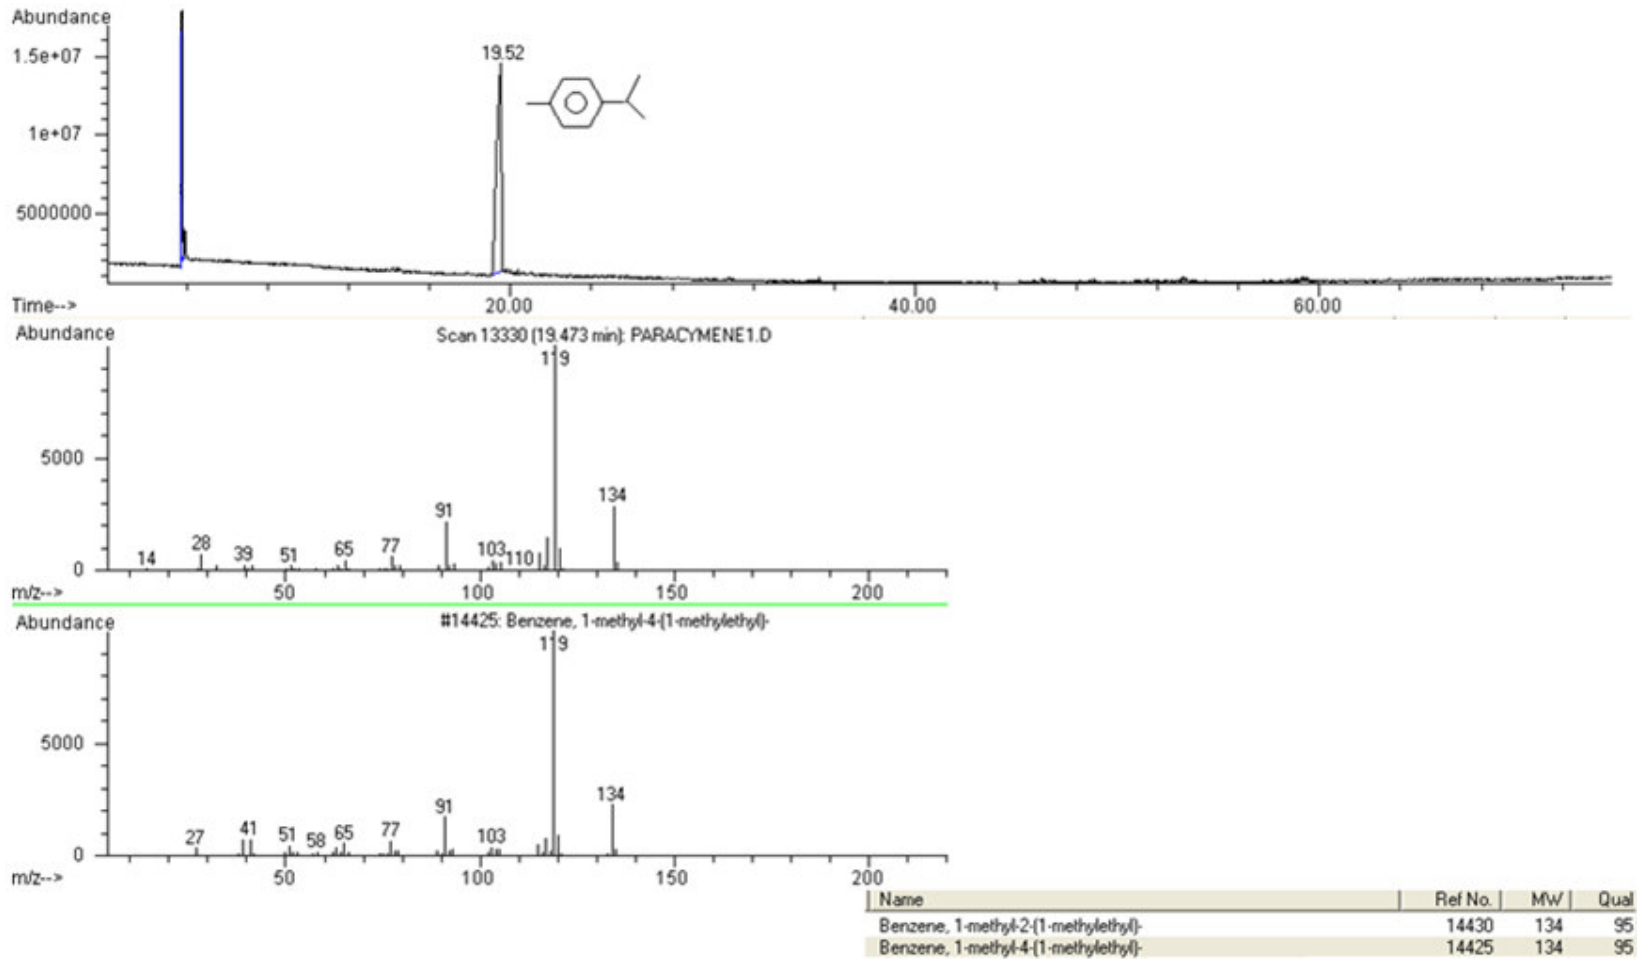 Abundance
1.5e+07
19.52
1e+07
5000000
Time-->
20.00 40.00 60.00
Abundance
Scan 13330 (19.473 min): PARACYMENE1.D
119
5000
134
91
14 28 39 51 65 77 103 110
0
m/z--> 50 100 150 200
Abundance
#14425: Benzene, 1-methyl-4-(1-methylethyl)-
119
5000
134
91
27 41 51 58 65 77 103
0
m/z--> 50 100 150 200
Name Ref No. MW Qual
Benzene, 1-methyl-2-(1-methylethyl)- 14430 134 95
Benzene, 1-methyl-4-(1-methylethyl)- 14425 134 95